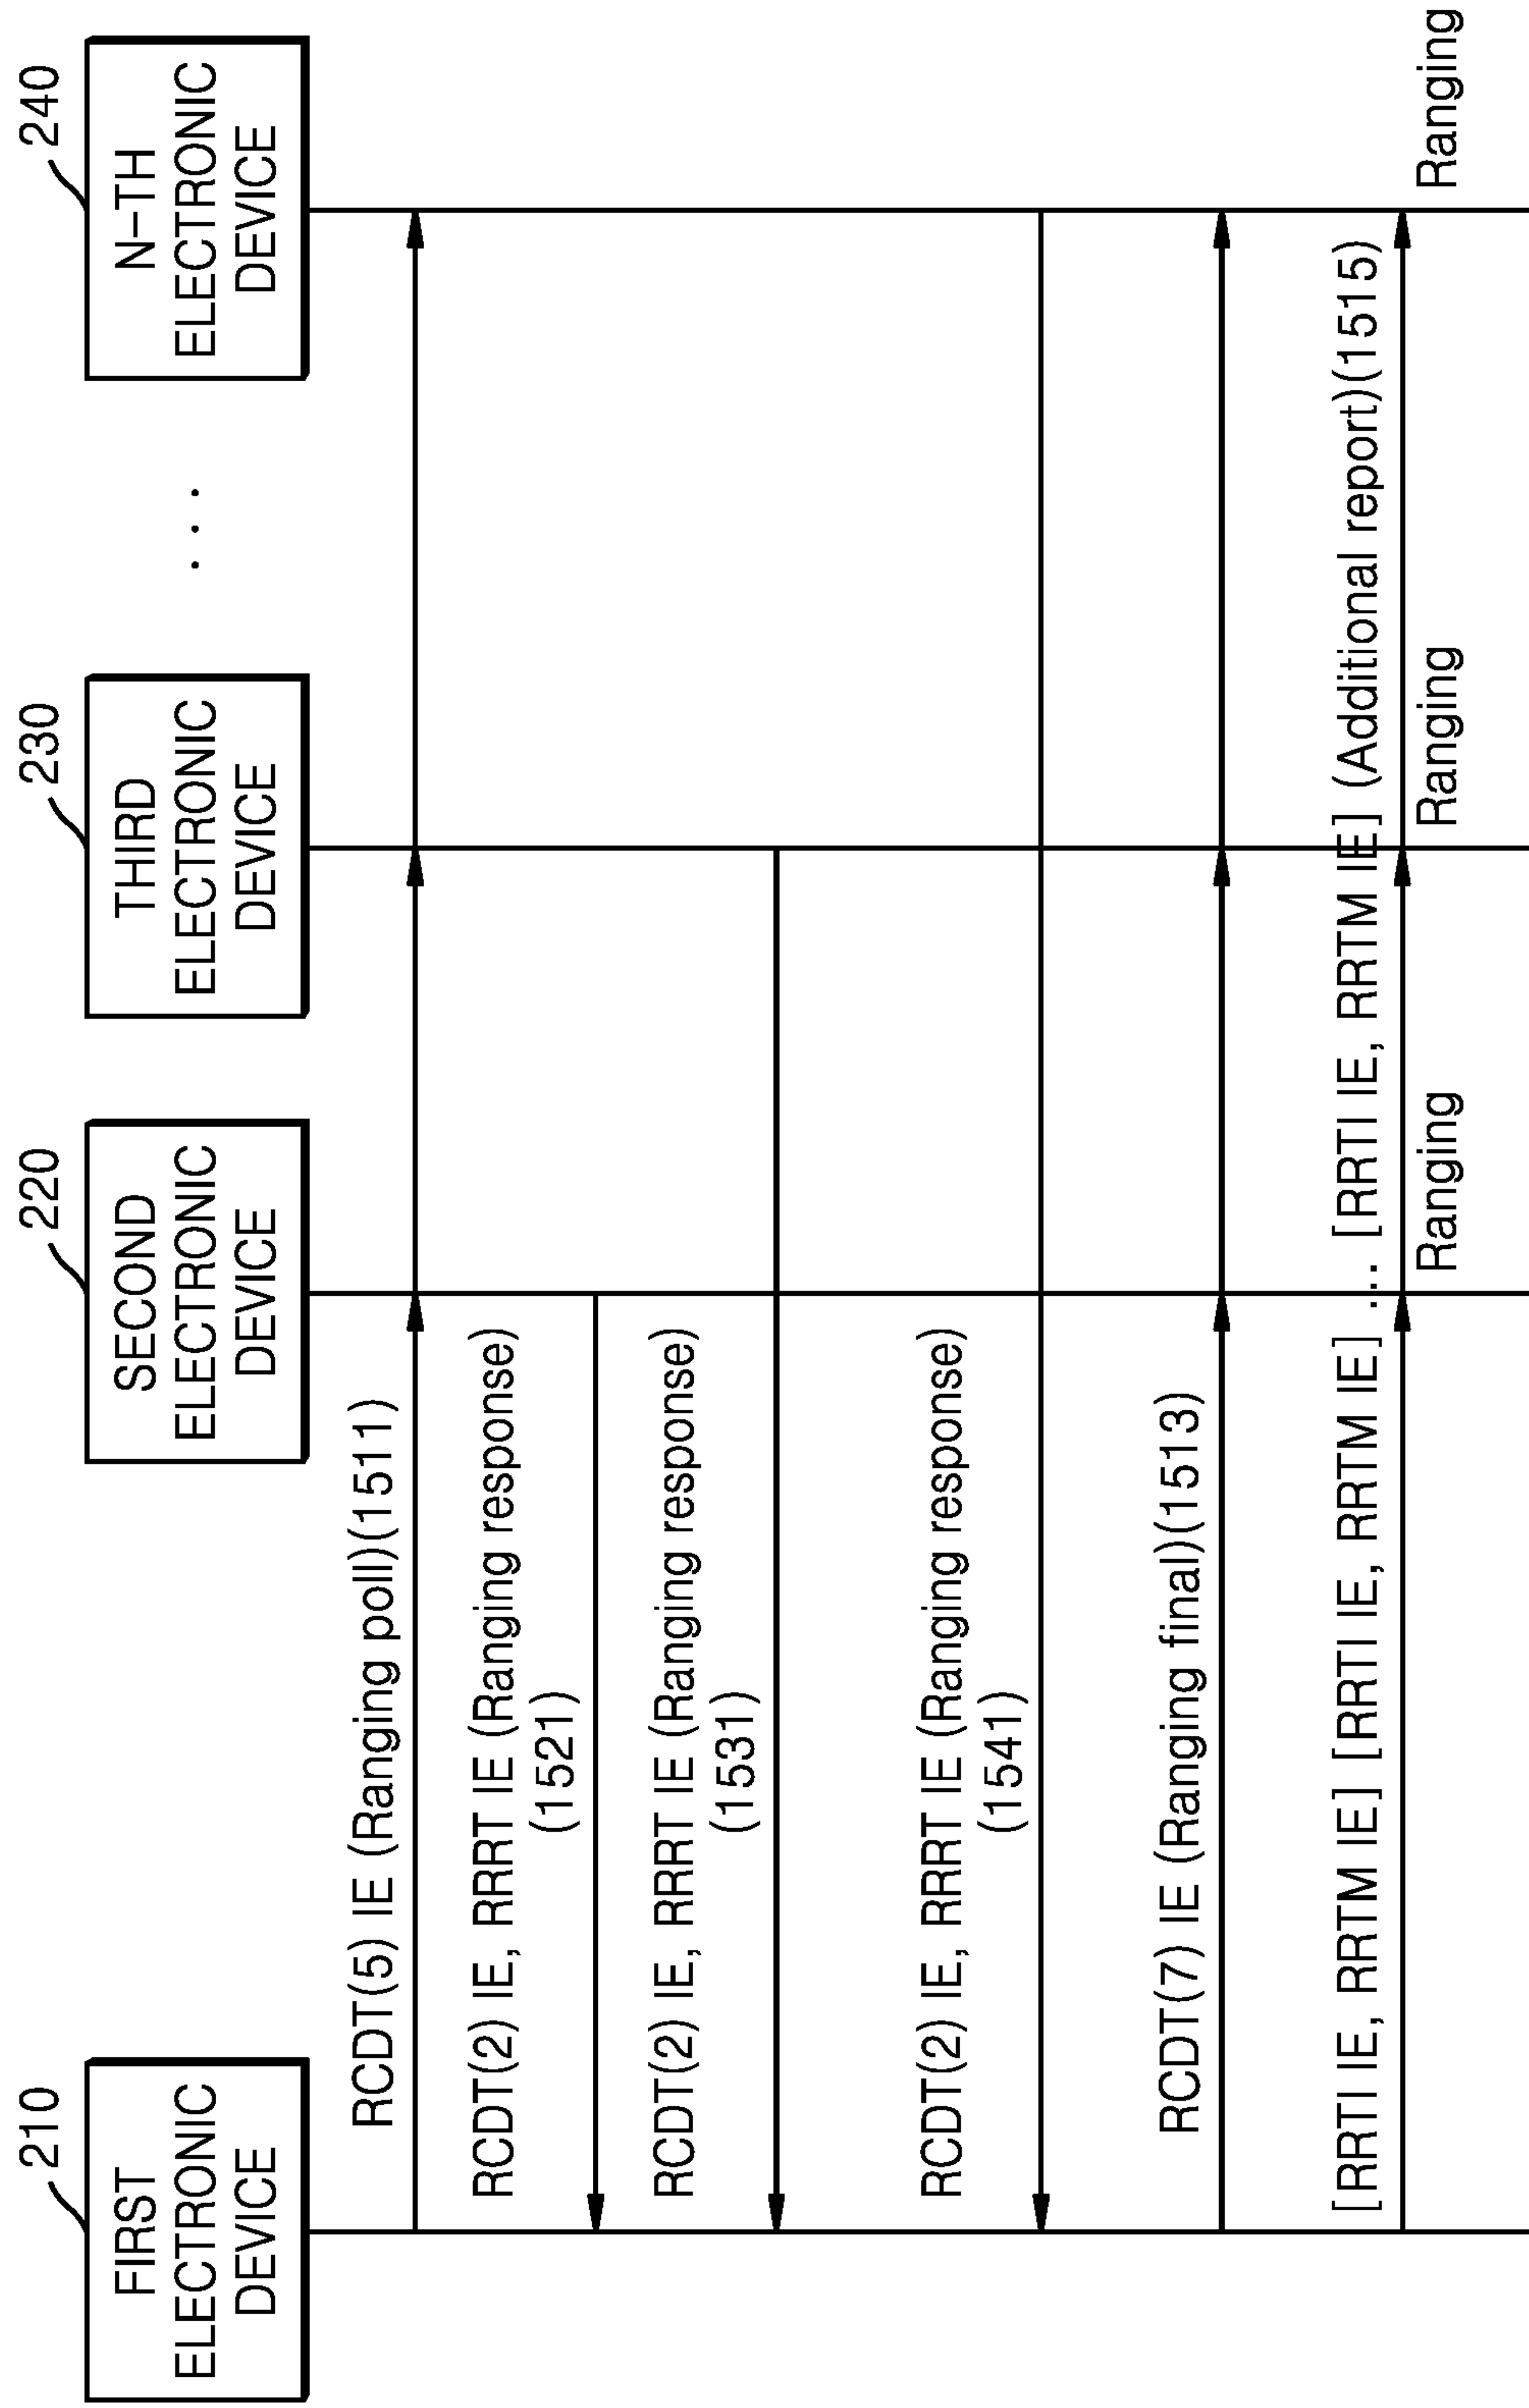 210
FIRST
ELECTRONIC
DEVICE
220
SECOND
ELECTRONIC
DEVICE
230
THIRD
ELECTRONIC
DEVICE
. . .
240
N-TH
ELECTRONIC
DEVICE
RCDT(5) IE (Ranging poll)(1511)
RCDT(2) IE, RRRT IE (Ranging response)
(1521)
RCDT(2) IE, RRRT IE (Ranging response)
(1531)
RCDT(2) IE, RRRT IE (Ranging response)
(1541)
RCDT(7) IE (Ranging final)(1513)
[RRTI IE, RRTM IE] [RRTI IE, RRTM IE] ... [RRTI IE, RRTM IE] (Additional report)(1515)
Ranging
Ranging
Ranging